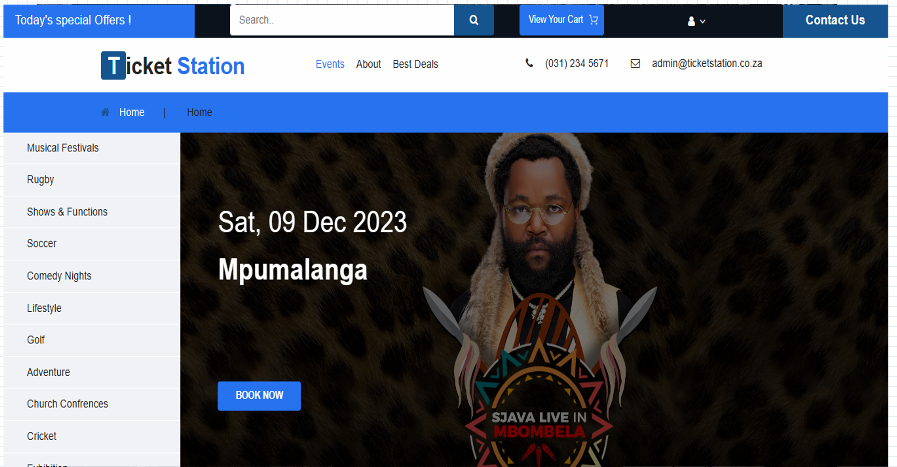 Today's special Offers !
Search..
View Your Cart
Contact Us
Ticket Station
Events About Best Deals
(031) 234 5671
admin@ticketstation.co.za
Home | Home
Musical Festivals
Rugby
Shows & Functions
Soccer
Comedy Nights
Lifestyle
Golf
Adventure
Church Confrences
Cricket
Sat, 09 Dec 2023
Mpumalanga
BOOK NOW
SJAVA LIVE IN
MBOMBELA